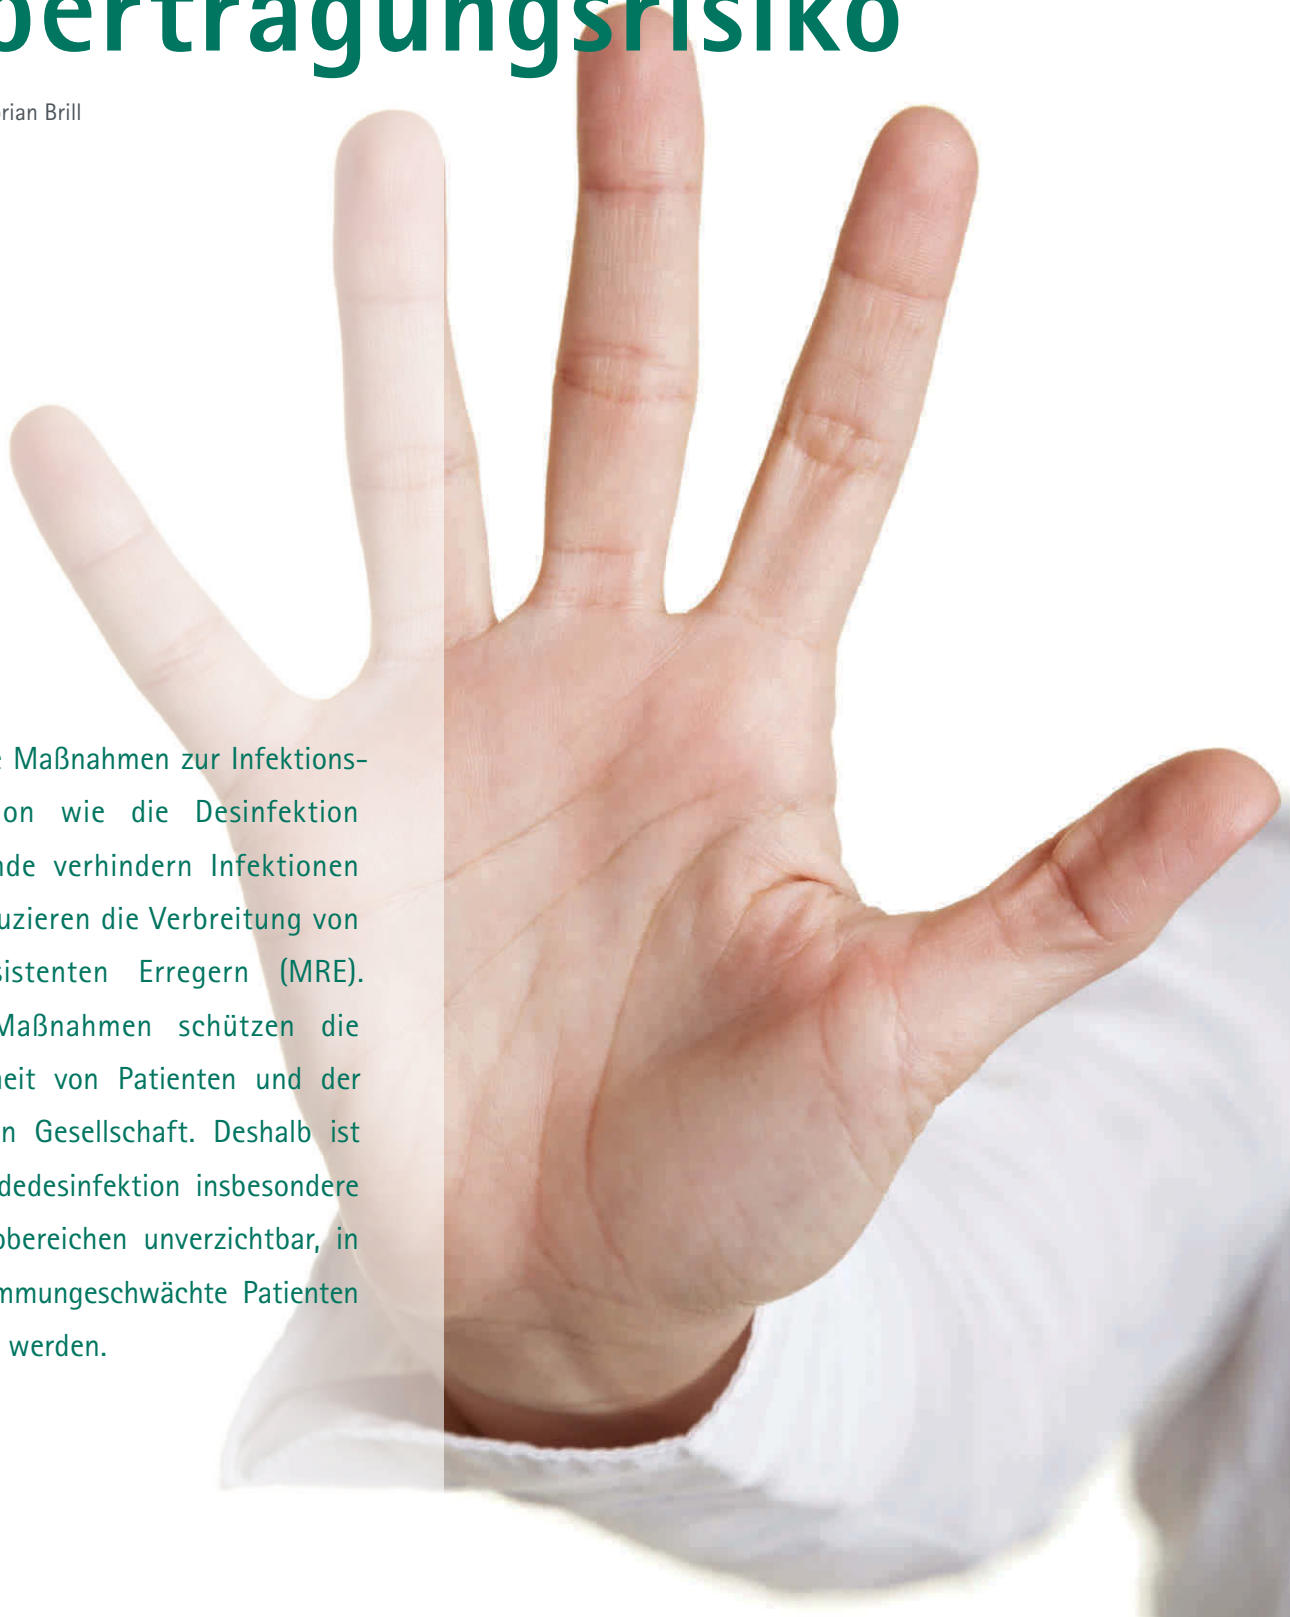 bertragungsrisiko
rian Brill
e Maßnahmen zur Infektions-
on wie die Desinfektion
nde verhindern Infektionen
uzieren die Verbreitung von
sistenten Erregern (MRE).
Maßnahmen schützen die
eit von Patienten und der
n Gesellschaft. Deshalb ist
dedesinfektion insbesondere
obereichen unverzichtbar, in
mmungeschwächte Patienten
werden.